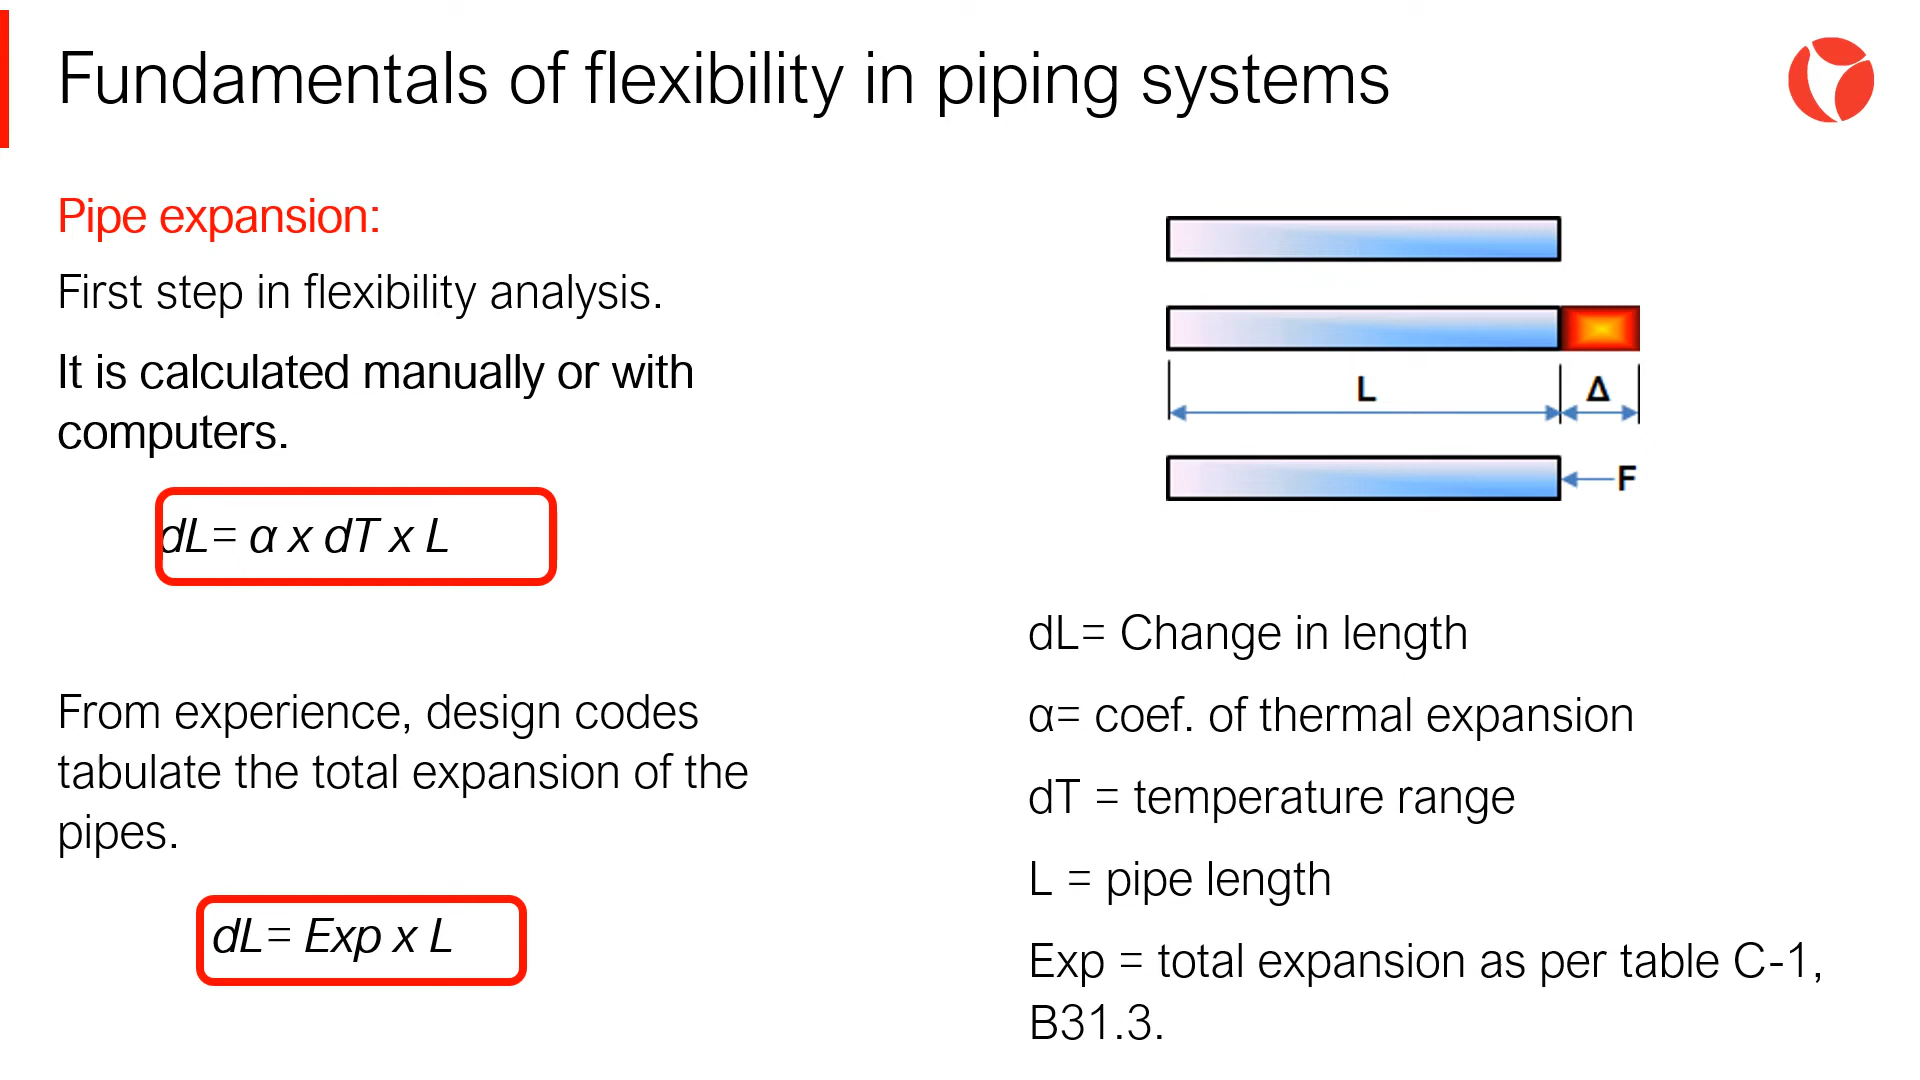 Fundamentals of flexibility in piping systems
Pipe expansion:
First step in flexibility analysis.
It is calculated manually or with
computers.
dL= α x dT x L
From experience, design codes
tabulate the total expansion of the
pipes.
dL= Exp x L
L
Δ
F
dL= Change in length
α= coef. of thermal expansion
dT = temperature range
L = pipe length
Exp = total expansion as per table C-1,
B31.3.